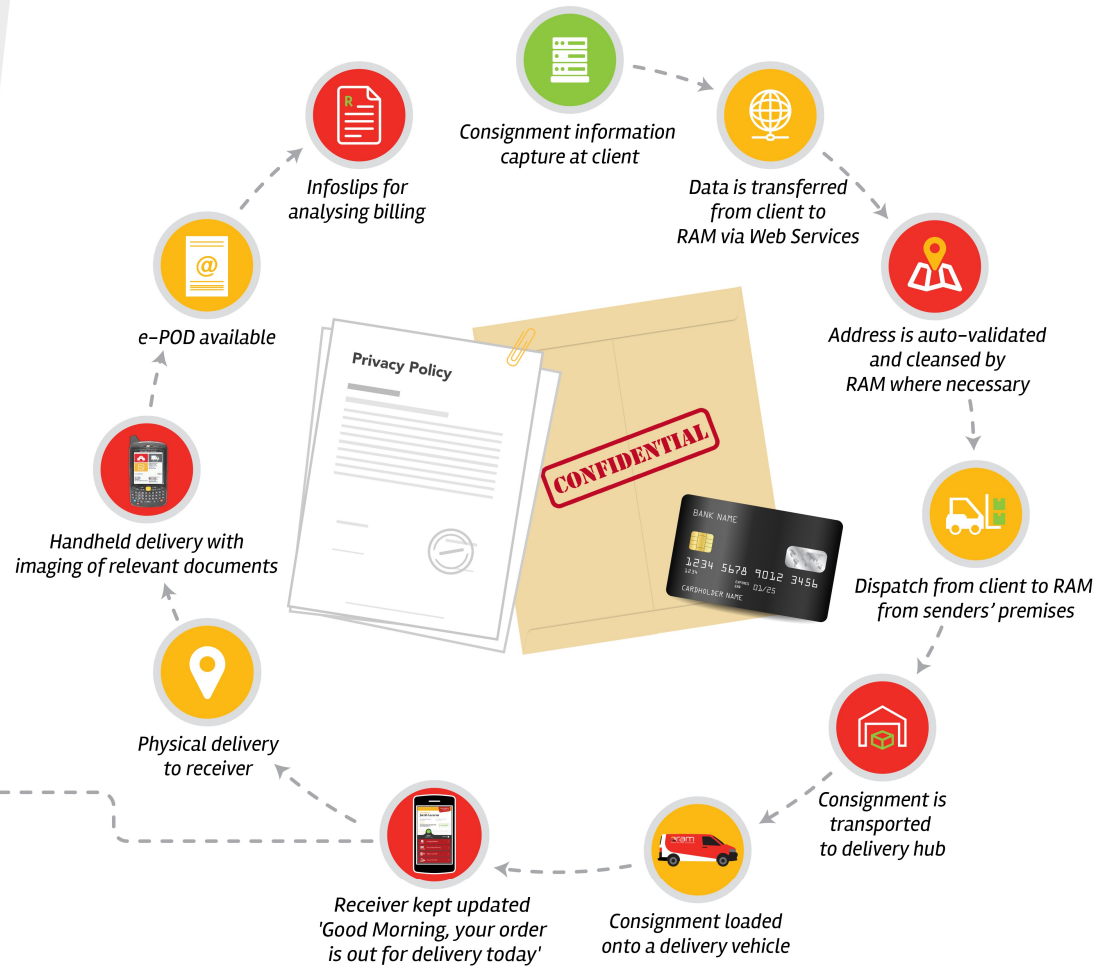 Consignment information
capture at client
Data is transferred
from client to
RAM via Web Services
Address is auto-validated
and cleansed by
RAM where necessary
Dispatch from client to RAM
from senders' premises
Consignment is
transported
to delivery hub
ram
Consignment loaded
onto a delivery vehicle
Receiver kept updated
'Good Morning, your order
is out for delivery today'
Physical delivery
to receiver
Handheld delivery with
imaging of relevant documents
@
e-POD available
R
Infoslips for
analysing billing
Privacy Policy
CONFIDENTIAL
BANK NAME
1234 5678 9012 3456
1234
EXPIRES
END
01/25
CARDHOLDER NAME